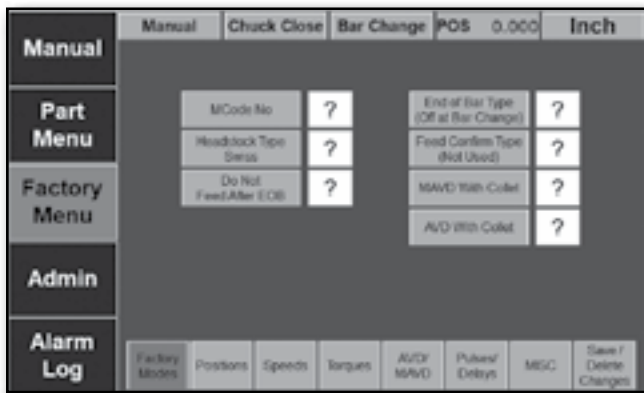 Manual
Chuck Close
Bar Change
POS 0.000
Inch
Manual
Part
Menu
Factory
Menu
Admin
Alarm
Log
MCode No
?
Headstock Type
Swiss
?
Do Not
Feed After EOB
?
End of Bar Type
(Off at Bar Change)
?
Feed Confirm Type
(Not Used)
?
MAVD With Collet
?
AVD With Collet
?
Factory
Modes
Positions
Speeds
Torques
AVD/
MAVD
Pulses/
Delays
MISC
Save /
Delete
Changes